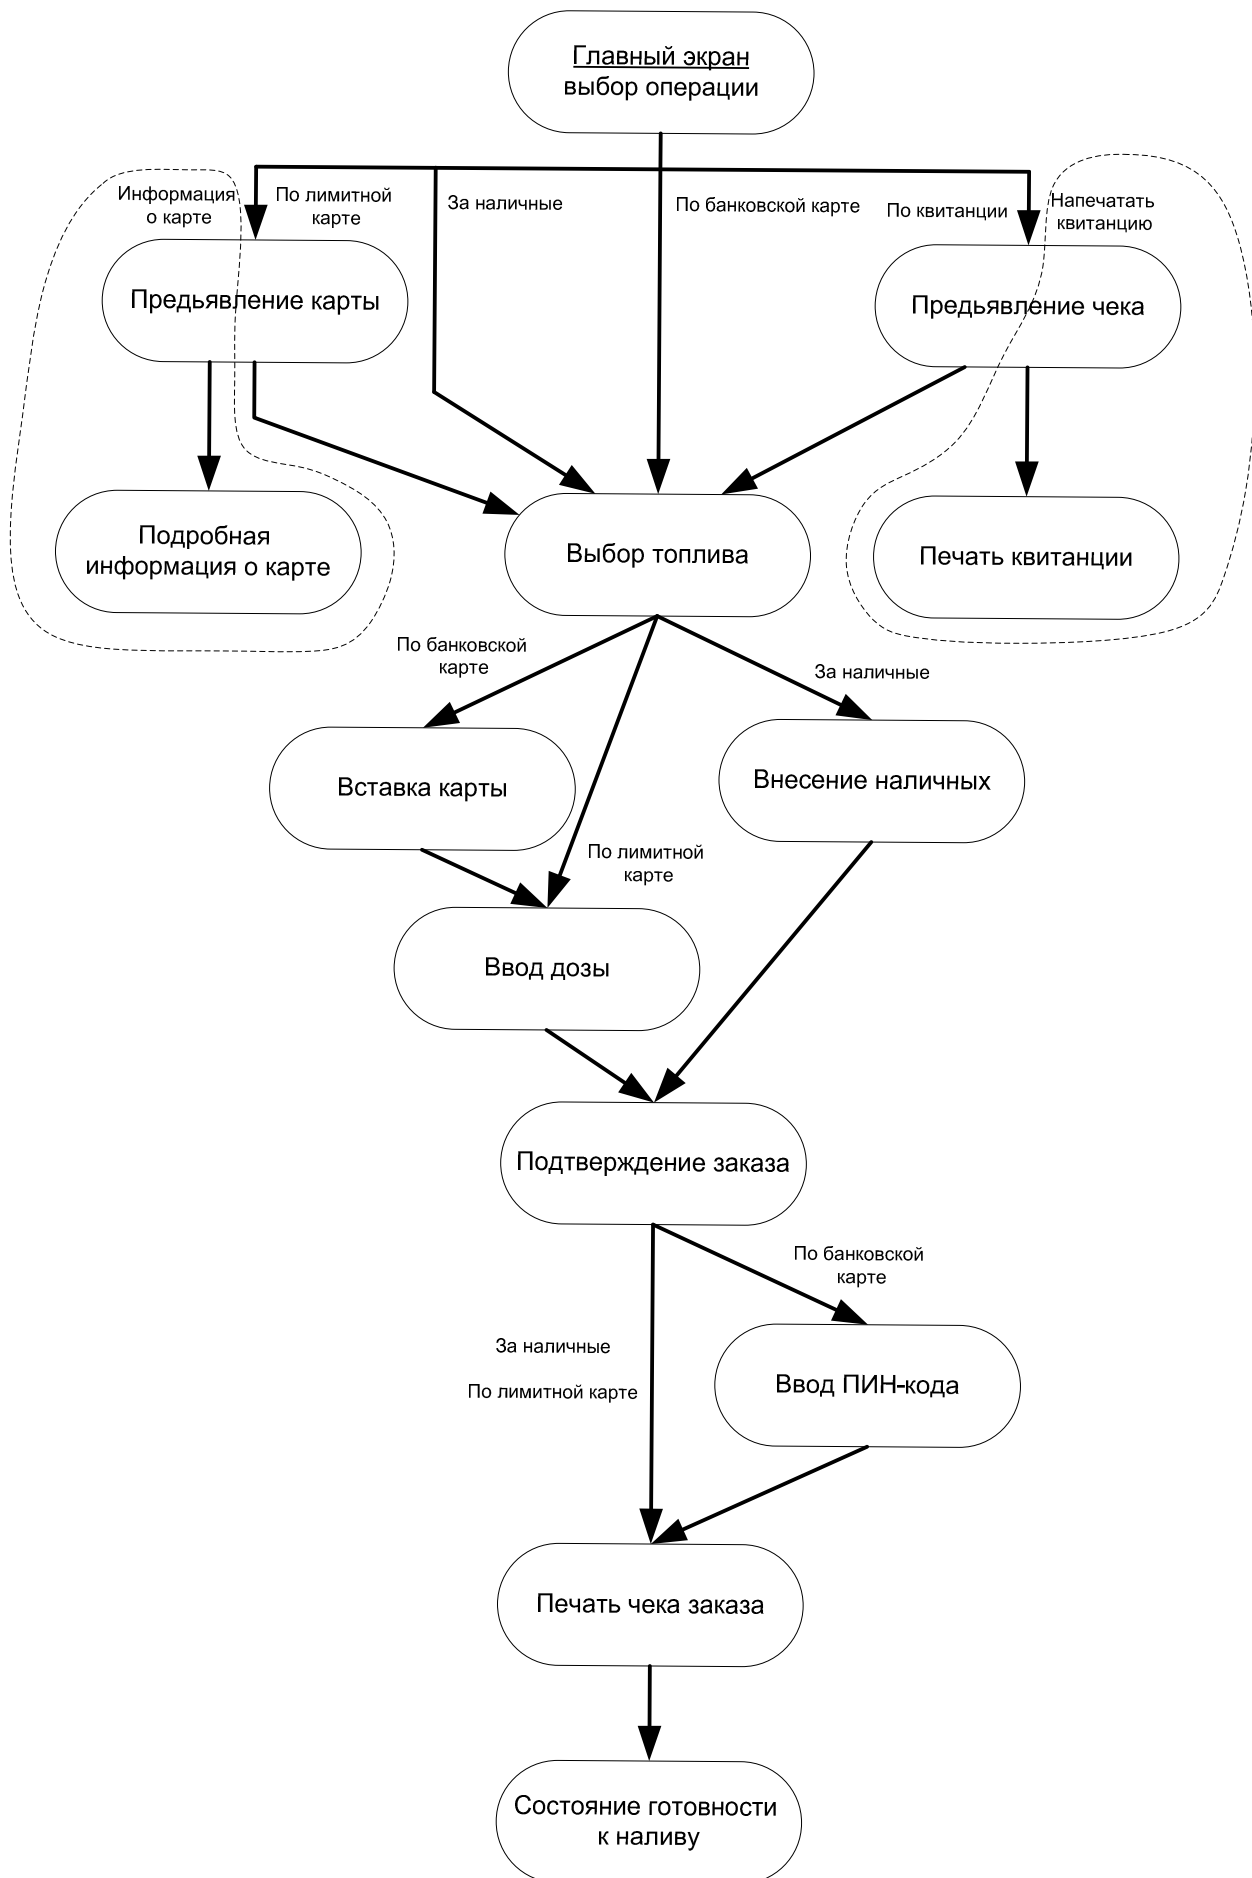 Главный экран
выбор операции
Информация
о карте
По лимитной
карте
За наличные
По банковской карте
По квитанции
Напечатать
квитанцию
Предьявление карты
Предьявление чека
Подробная
информация о карте
Выбор топлива
Печать квитанции
По банковской
карте
За наличные
Вставка карты
Внесение наличных
По лимитной
карте
Ввод дозы
Подтверждение заказа
По банковской
карте
За наличные
По лимитной карте
Ввод ПИН-кода
Печать чека заказа
Состояние готовности
к наливу